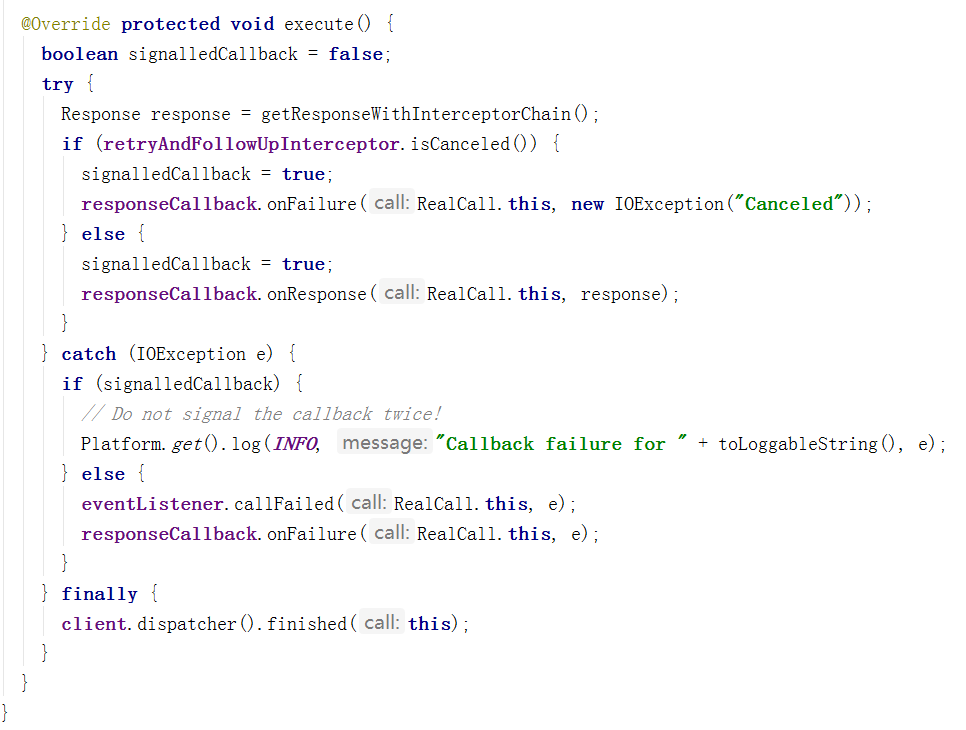 @Override protected void execute() {
boolean signalledCallback = false;
try {
Response response = getResponseWithInterceptorChain();
if (retryAndFollowUpInterceptor.isCanceled()) {
signalledCallback = true;
responseCallback.onFailure( call: RealCall.this, new IOException("Canceled"));
} else {
signalledCallback = true;
responseCallback.onResponse( call: RealCall.this, response);
}
} catch (IOException e) {
if (signalledCallback) {
// Do not signal the callback twice!
Platform.get().log(INFO, message: "Callback failure for " + toLoggableString(), e);
} else {
eventListener.callFailed( call: RealCall.this, e);
responseCallback.onFailure( call: RealCall.this, e);
}
} finally {
client.dispatcher().finished( call: this);
}
}
}